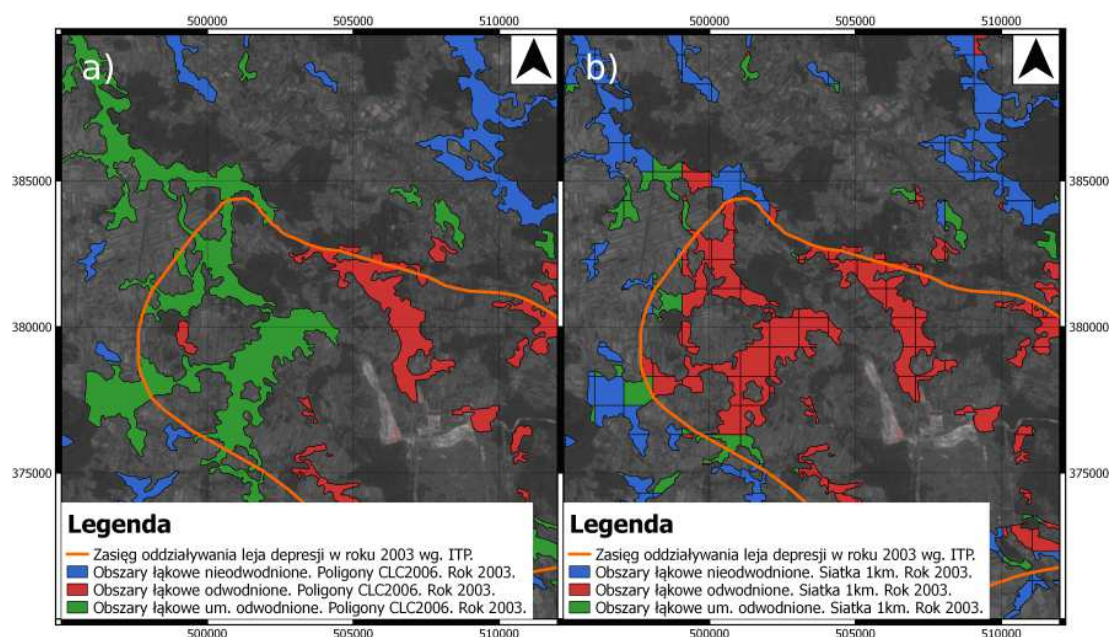 500000 505000 510000 500000 505000 510000
a) b)
385000 385000
380000 380000
375000 375000
Legenda
Zasięg oddziaływania leja depresji w roku 2003 wg. ITP.
Obszary łąkowe nieodwodnione. Poligony CLC2006. Rok 2003.
Obszary łąkowe odwodnione. Poligony CLC2006. Rok 2003.
Obszary łąkowe um. odwodnione. Poligony CLC2006. Rok 2003.
Legenda
Zasięg oddziaływania leja depresji w roku 2003 wg. ITP.
Obszary łąkowe nieodwodnione. Siatka 1km. Rok 2003.
Obszary łąkowe odwodnione. Siatka 1km. Rok 2003.
Obszary łąkowe um. odwodnione. Siatka 1km. Rok 2003.
500000 505000 510000 500000 505000 510000